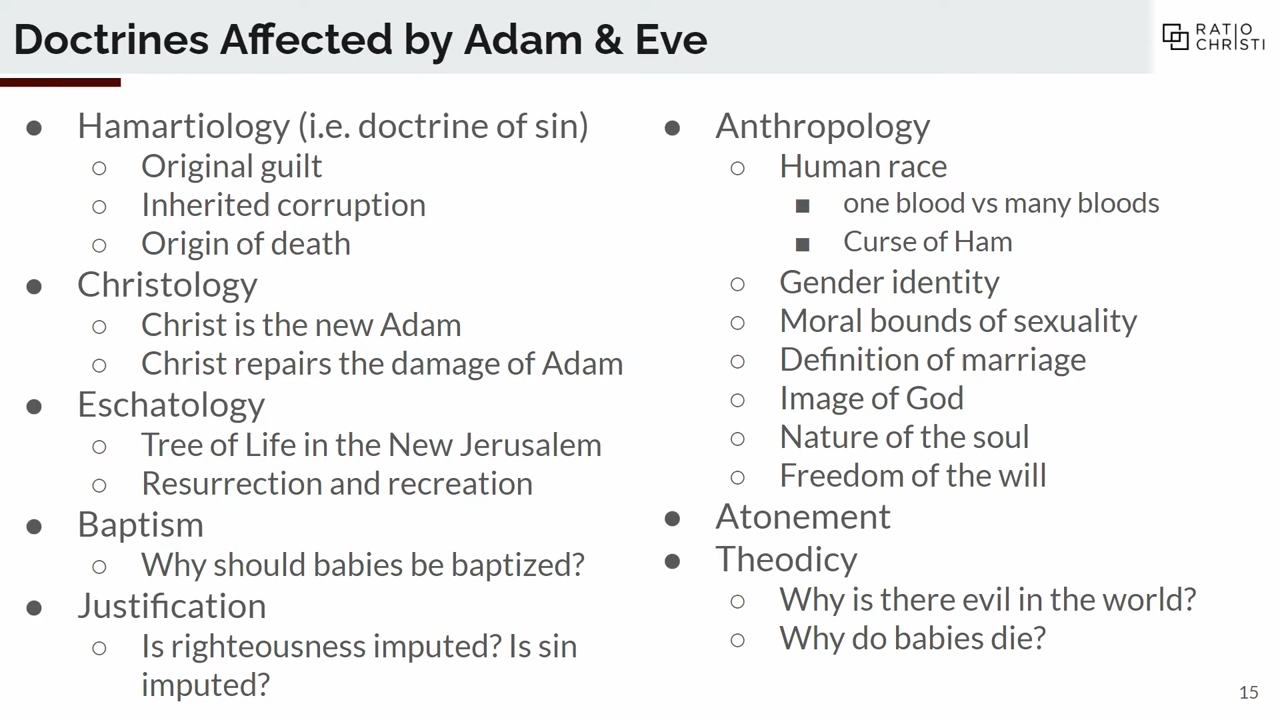 Doctrines Affected by Adam & Eve
RATIO
CHRISTI
● Hamartiology (i.e. doctrine of sin)
○ Original guilt
○ Inherited corruption
○ Origin of death
● Christology
○ Christ is the new Adam
○ Christ repairs the damage of Adam
● Eschatology
○ Tree of Life in the New Jerusalem
○ Resurrection and recreation
● Baptism
○ Why should babies be baptized?
● Justification
○ Is righteousness imputed? Is sin
imputed?
● Anthropology
○ Human race
■ one blood vs many bloods
■ Curse of Ham
○ Gender identity
○ Moral bounds of sexuality
○ Definition of marriage
○ Image of God
○ Nature of the soul
○ Freedom of the will
● Atonement
● Theodicy
○ Why is there evil in the world?
○ Why do babies die?
15